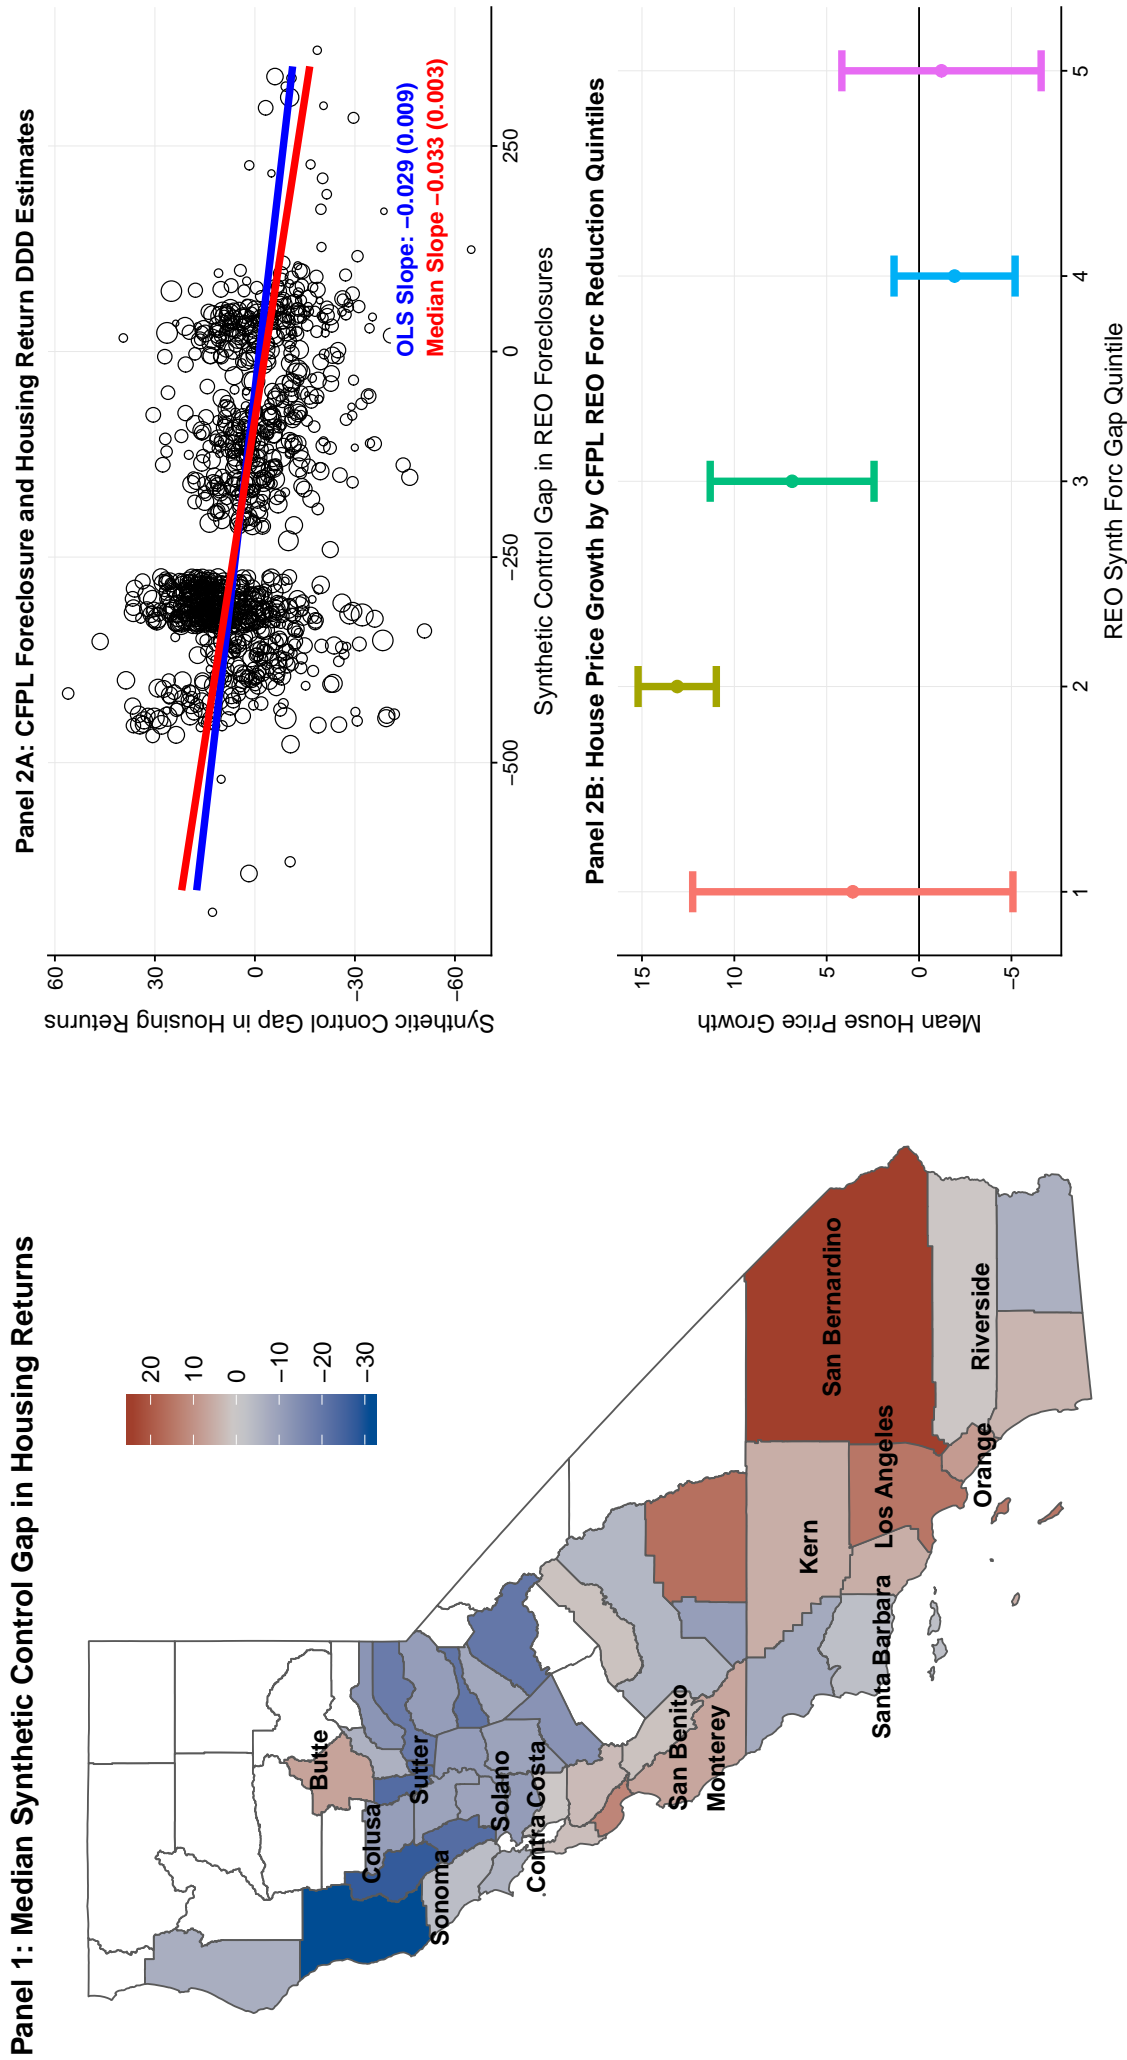 Panel 1: Median Synthetic Control Gap in Housing Returns
20
10
0
−10
−20
−30
Butte
Colusa
Sutter
Sonoma
Solano
Contra Costa
San Benito
Monterey
Kern
San Bernardino
Santa Barbara
Los Angeles
Orange
Riverside
Panel 2A: CFPL Foreclosure and Housing Return DDD Estimates
Synthetic Control Gap in Housing Returns
60
30
0
−30
−60
OLS Slope: −0.029 (0.009)
Median Slope −0.033 (0.003)
−500
−250
0
250
Synthetic Control Gap in REO Foreclosures
Panel 2B: House Price Growth by CFPL REO Forc Reduction Quintiles
Mean House Price Growth
15
10
5
0
−5
1
2
3
4
5
REO Synth Forc Gap Quintile